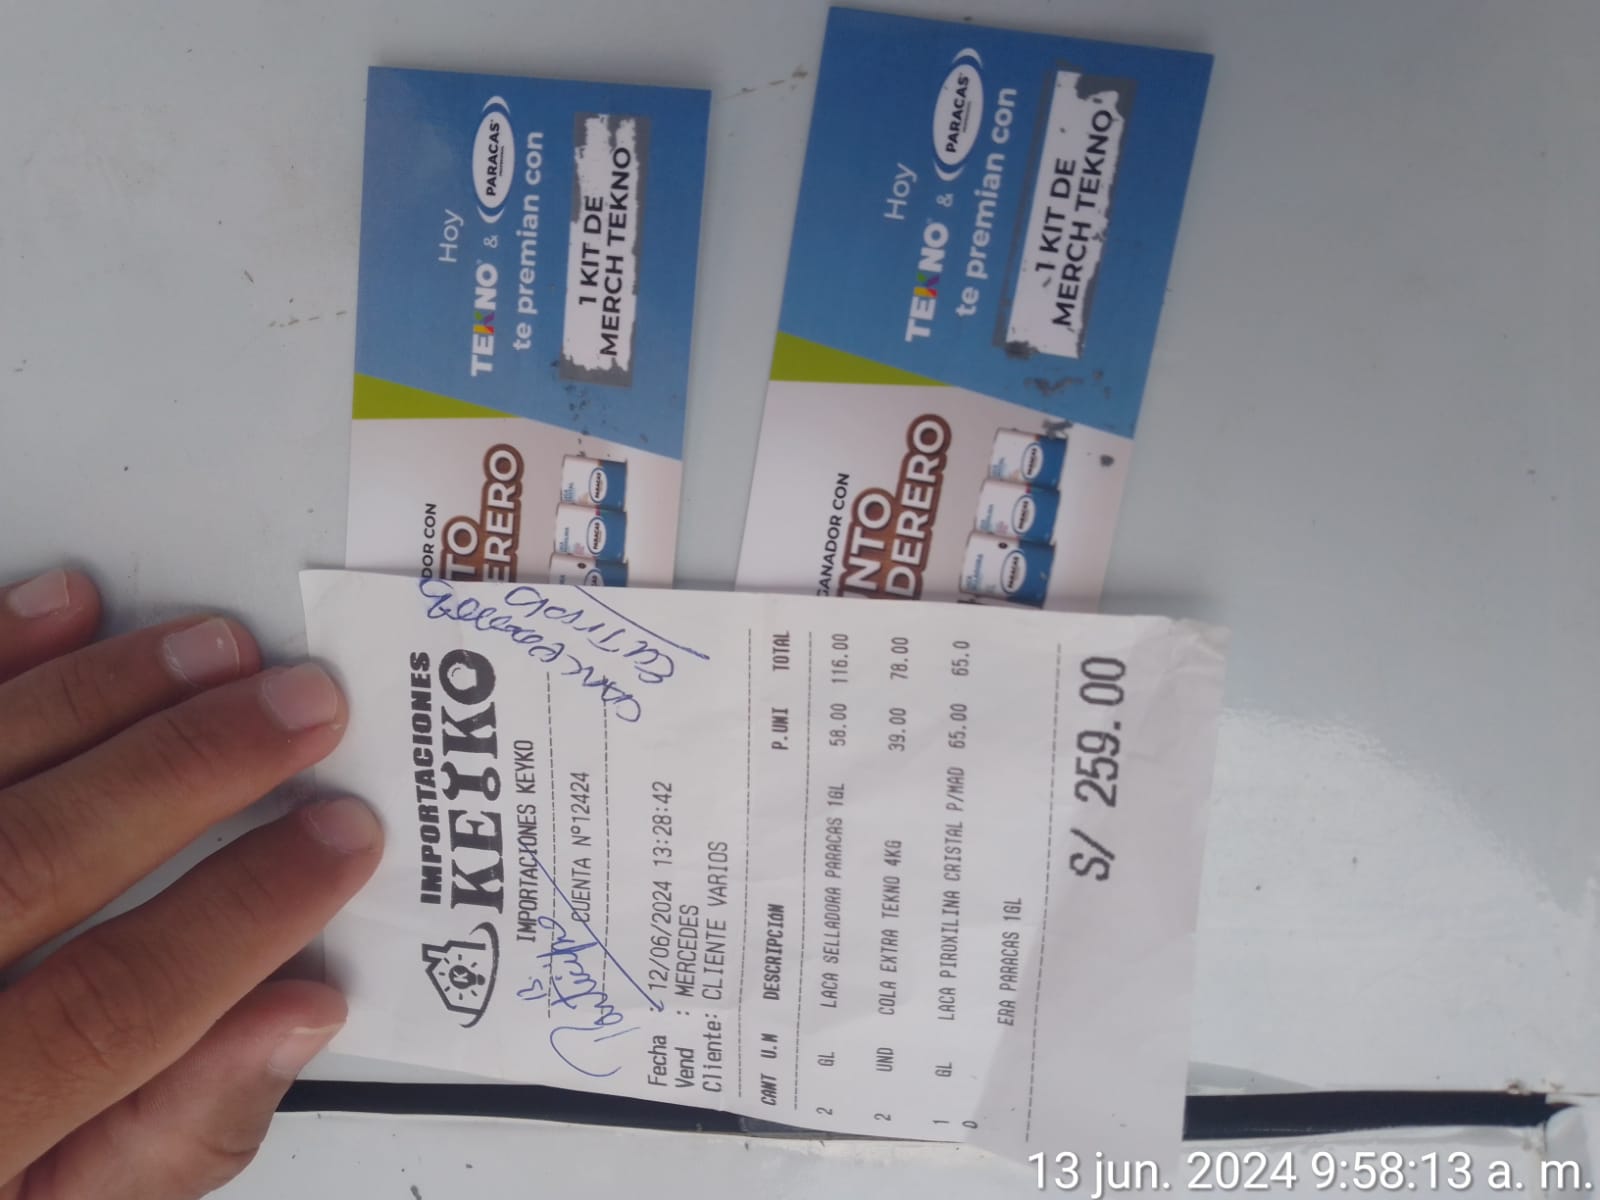 Hoy
TEKNO & PARACAS
te premian con
1 KIT DE
MERCH TEKNO
Hoy
TEKNO & PARACAS
te premian con
1 KIT DE
MERCH TEKNO
DOR CON
TO
ERERO
GANADOR CON
NTO
DERERO
IMPORTACIONES
KEYKO
IMPORTACIONES KEYKO
CUENTA Nº12424
Fecha : 12/06/2024 13:28:42
Vend : MERCEDES
Cliente: CLIENTE VARIOS
CANT U.M DESCRIPCION P.UNI TOTAL
2 GL LACA SELLADORA PARACAS 1GL 58.00 116.00
2 UND COLA EXTRA TEKNO 4KG 39.00 78.00
1 GL LACA PIROXILINA CRISTAL P/MAD 65.00 65.0
0
ERA PARACAS 1GL
S/ 259.00
13 jun. 2024 9:58:13 a. m.